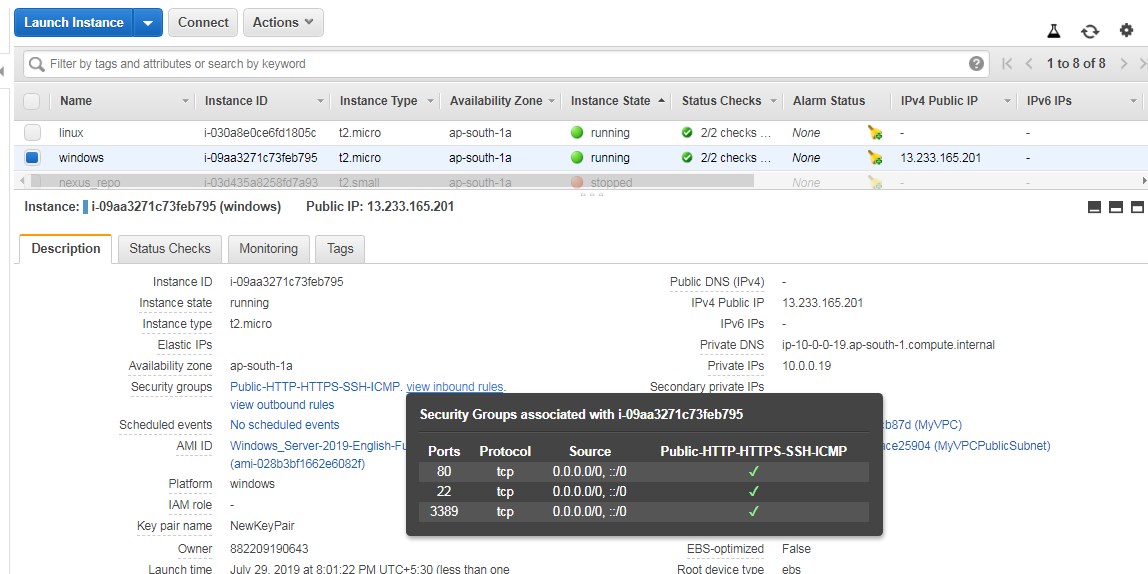 Launch Instance Connect Actions
Filter by tags and attributes or search by keyword 1 to 8 of 8
Name Instance ID Instance Type Availability Zone Instance State Status Checks Alarm Status IPv4 Public IP IPv6 IPs
linux i-030a8e0ce6fd1805c t2.micro ap-south-1a running 2/2 checks ... None - -
windows i-09aa3271c73feb795 t2.micro ap-south-1a running 2/2 checks ... None 13.233.165.201 -
nexus_repo i-03d435a8258fd7a93 t2.small ap-south-1a stopped None - -
Instance: i-09aa3271c73feb795 (windows) Public IP: 13.233.165.201
Description Status Checks Monitoring Tags
Instance ID i-09aa3271c73feb795 Public DNS (IPv4) -
Instance state running IPv4 Public IP 13.233.165.201
Instance type t2.micro IPv6 IPs -
Elastic IPs Private DNS ip-10-0-0-19.ap-south-1.compute.internal
Availability zone ap-south-1a Private IPs 10.0.0.19
Security groups Public-HTTP-HTTPS-SSH-ICMP. view inbound rules. Secondary private IPs
view outbound rules
Security Groups associated with i-09aa3271c73feb795
Scheduled events No scheduled events cb87d (MyVPC)
AMI ID Windows_Server-2019-English-Fu ace25904 (MyVPCPublicSubnet)
(ami-028b3bf1662e6082f)
Ports Protocol Source Public-HTTP-HTTPS-SSH-ICMP
80 tcp 0.0.0.0/0, ::/0 ✓
22 tcp 0.0.0.0/0, ::/0 ✓
3389 tcp 0.0.0.0/0, ::/0 ✓
Platform windows
IAM role -
Key pair name NewKeyPair
Owner 882209190643 EBS-optimized False
Launch time July 29, 2019 at 8:01:22 PM UTC+5:30 (less than one Root device type ebs